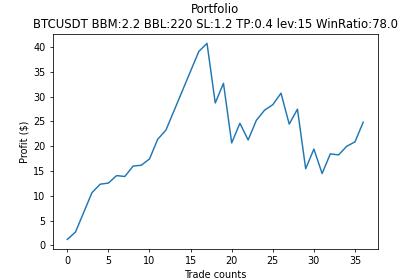 Portfolio
BTCUSDT BBM:2.2 BBL:220 SL:1.2 TP:0.4 lev:15 WinRatio:78.0
40
35
30
25
20
15
10
5
0
Profit ($)
0 5 10 15 20 25 30 35
Trade counts